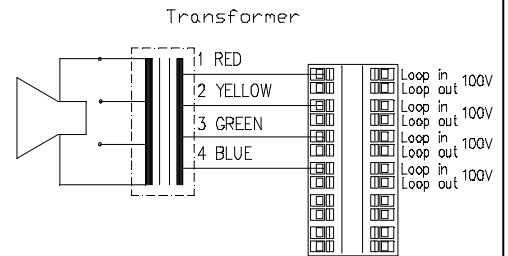 Transformer
1 RED
2 YELLOW
3 GREEN
4 BLUE
Loop in
Loop out 100V
Loop in
Loop out 100V
Loop in
Loop out 100V
Loop in
Loop out 100V